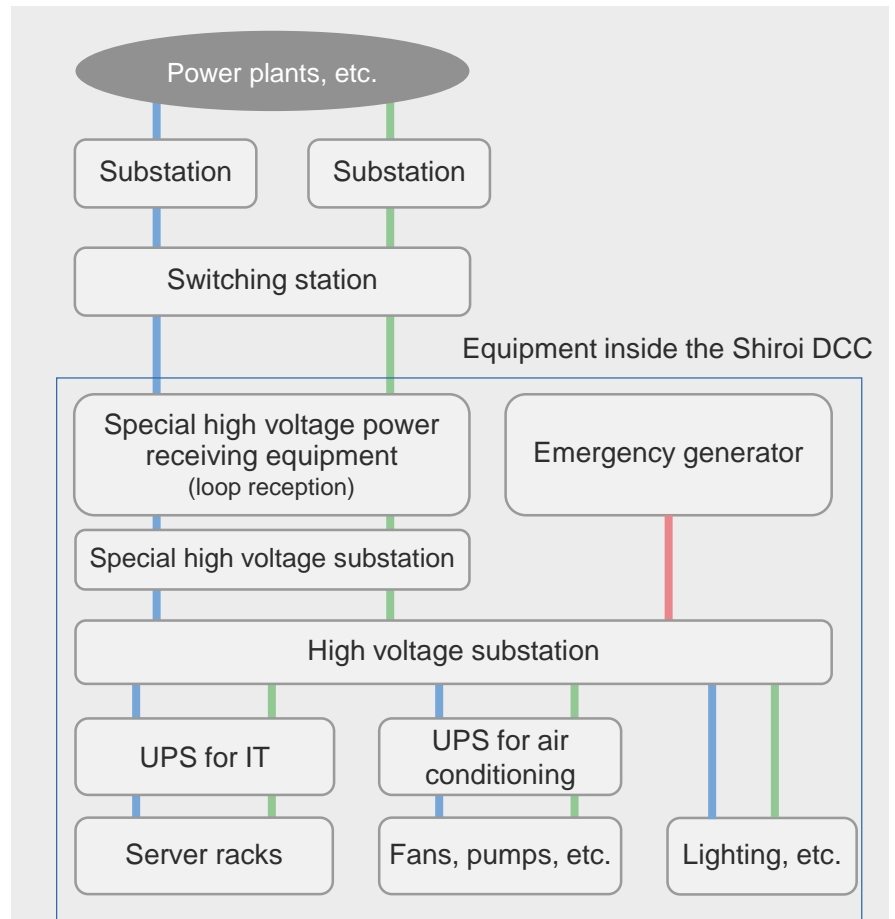 Power plants, etc.
Substation
Substation
Switching station
Equipment inside the Shiroi DCC
Special high voltage power
receiving equipment
(loop reception)
Emergency generator
Special high voltage substation
High voltage substation
UPS for IT
UPS for air
conditioning
Server racks
Fans, pumps, etc.
Lighting, etc.